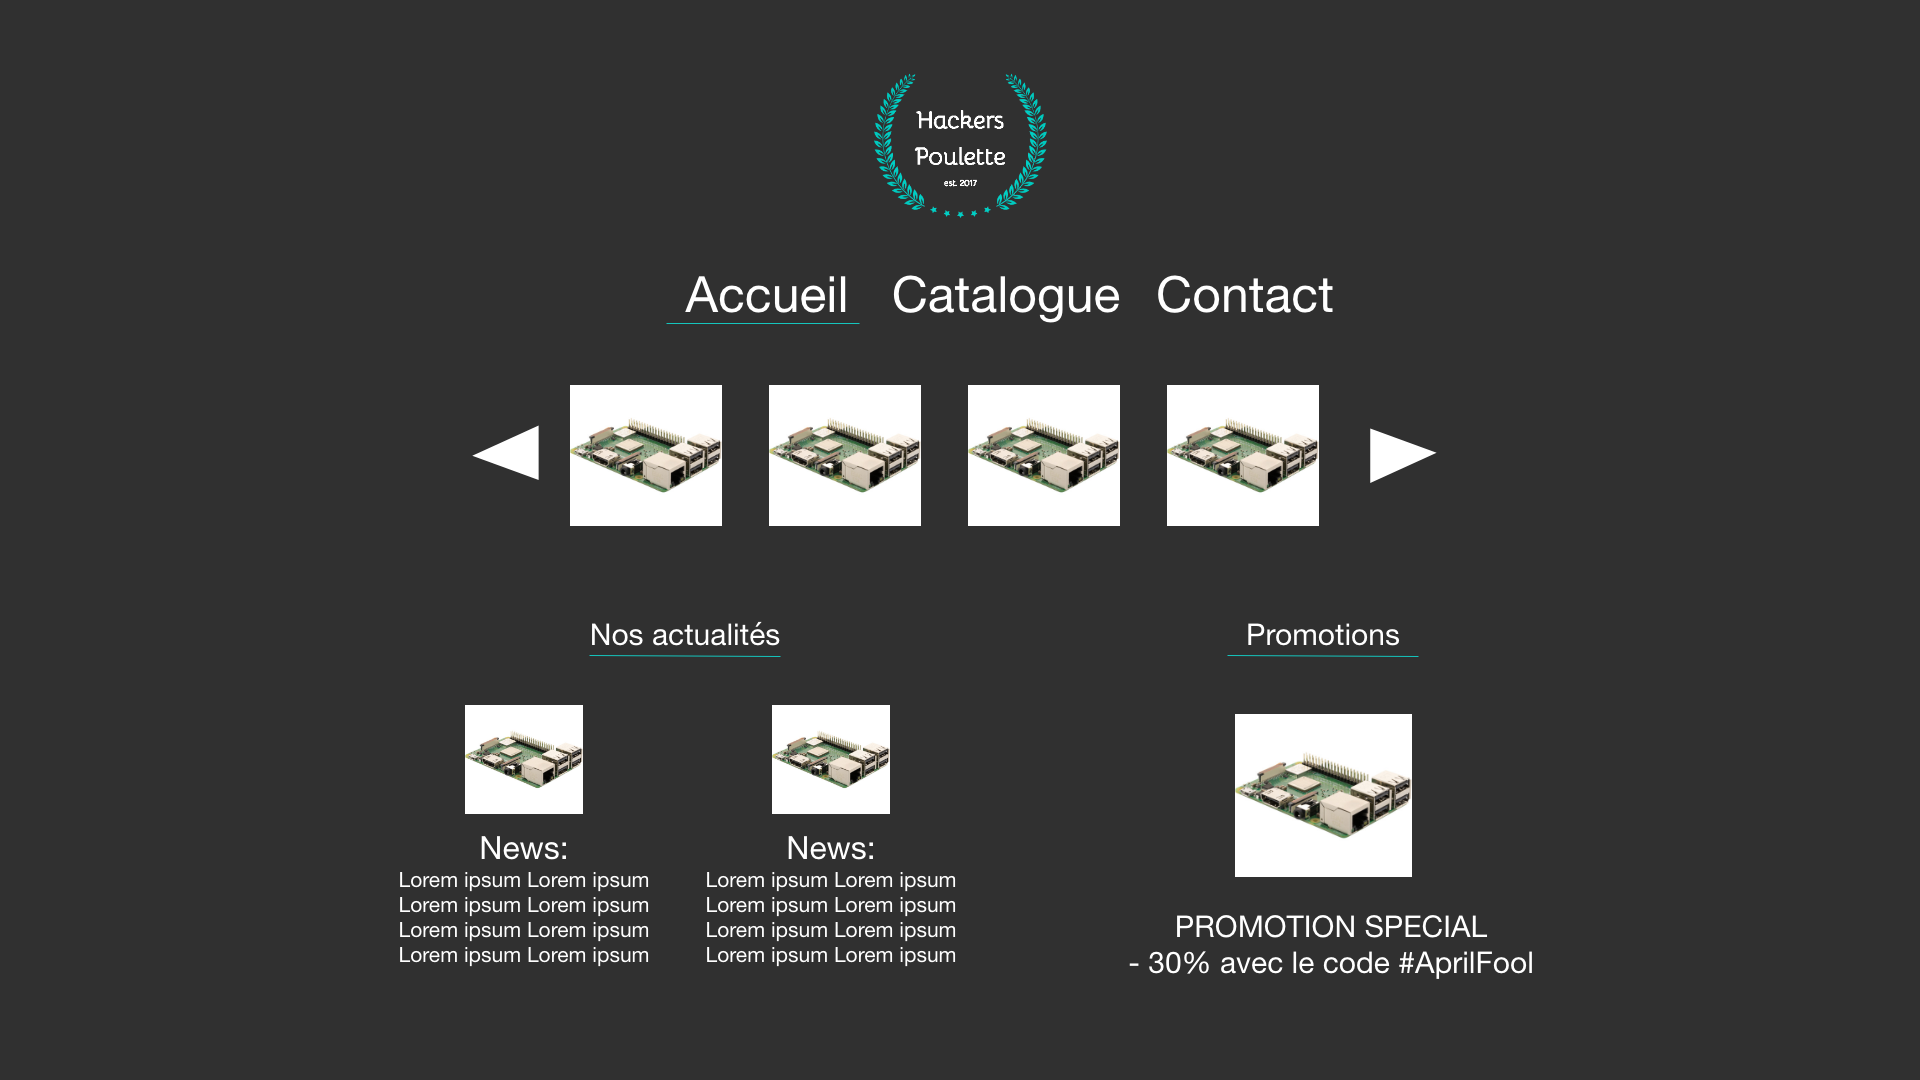 Hackers
Poulette
est. 2017
Accueil Catalogue Contact
Nos actualités
Promotions
News:
Lorem ipsum Lorem ipsum
Lorem ipsum Lorem ipsum
Lorem ipsum Lorem ipsum
Lorem ipsum Lorem ipsum
News:
Lorem ipsum Lorem ipsum
Lorem ipsum Lorem ipsum
Lorem ipsum Lorem ipsum
Lorem ipsum Lorem ipsum
PROMOTION SPECIAL
- 30% avec le code #AprilFool